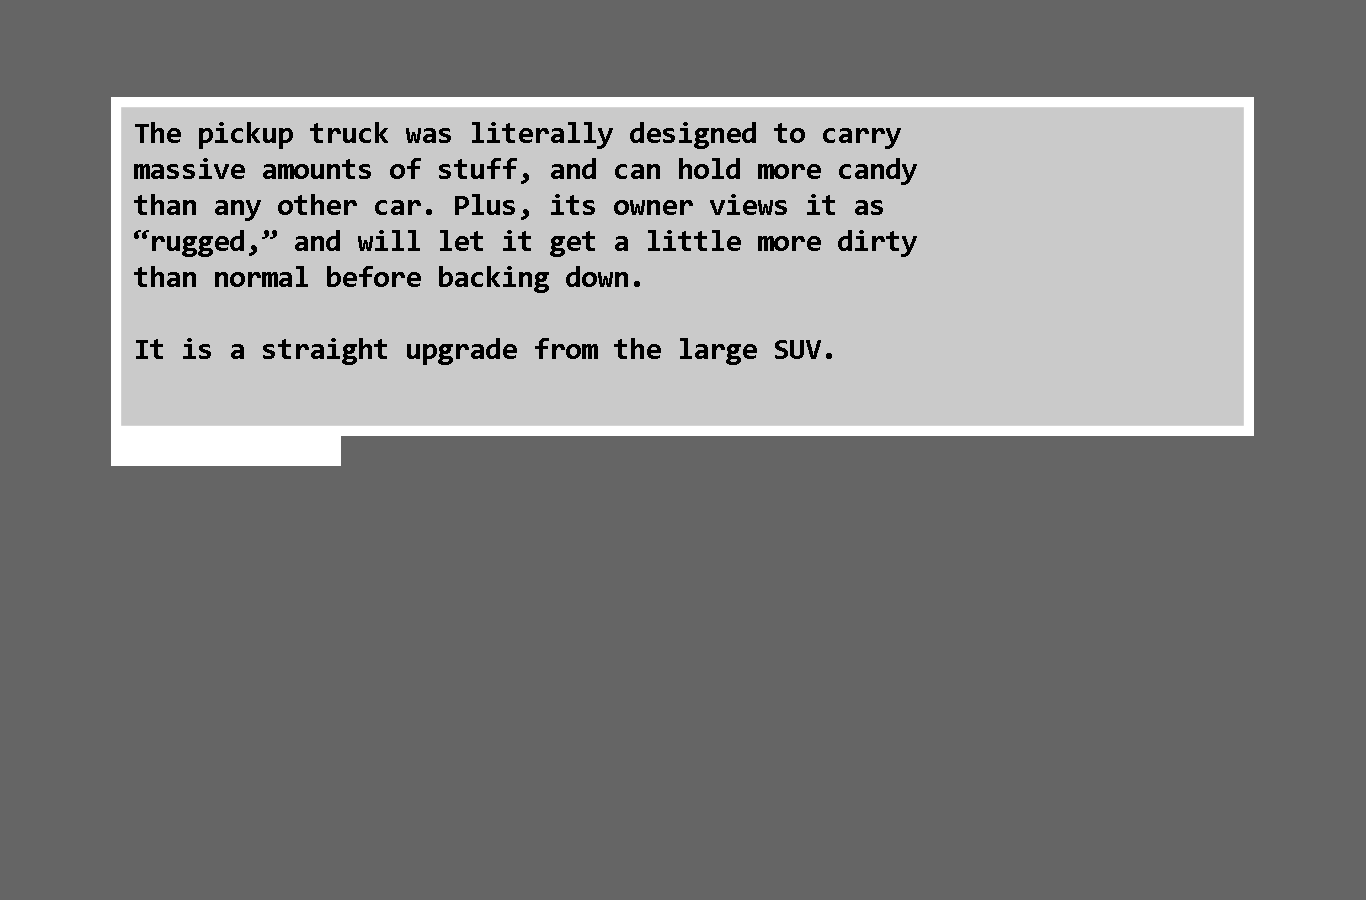 The pickup truck was literally designed to carry
massive amounts of stuff, and can hold more candy
than any other car. Plus, its owner views it as
“rugged,” and will let it get a little more dirty
than normal before backing down.
It is a straight upgrade from the large SUV.